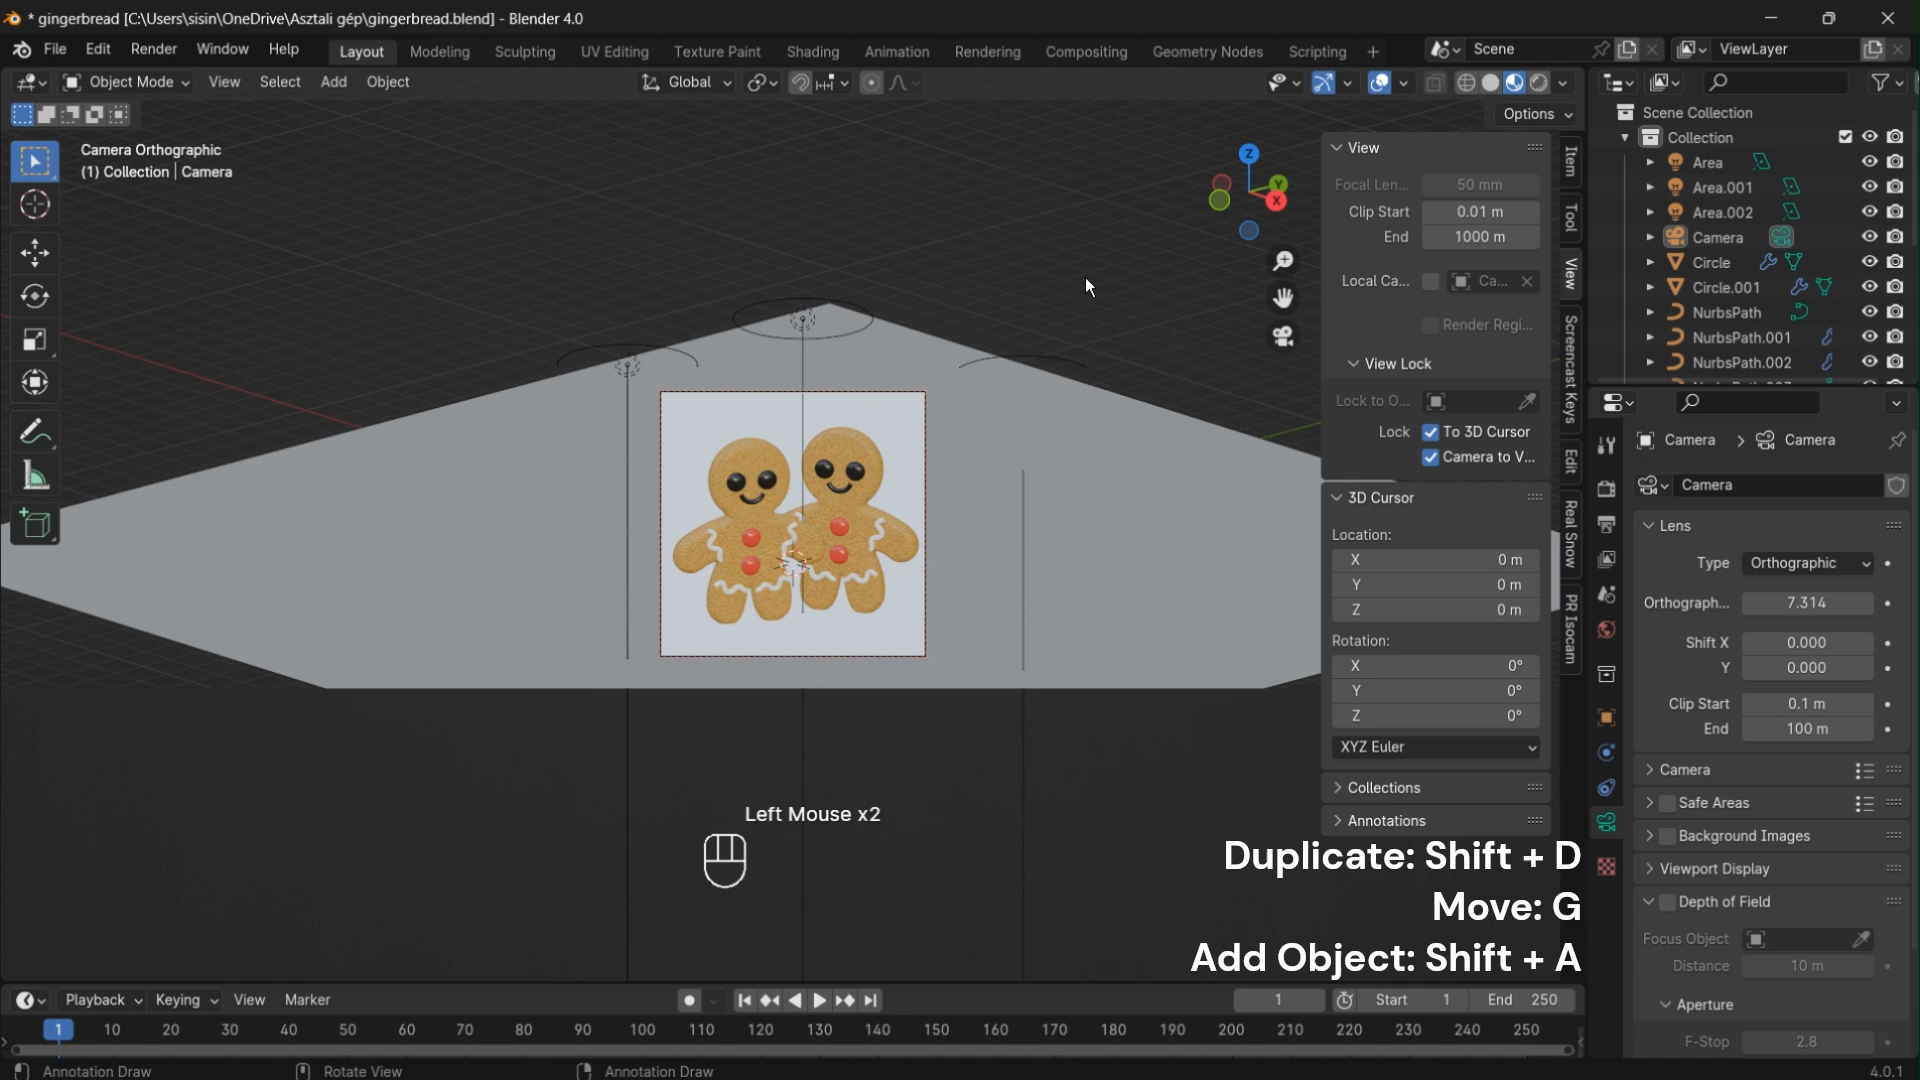 * gingerbread [C:\Users\sisin\OneDrive\Asztali gép\gingerbread.blend] - Blender 4.0
File Edit Render Window Help
Layout Modeling Sculpting UV Editing Texture Paint Shading Animation Rendering Compositing Geometry Nodes Scripting +
Scene
ViewLayer
Object Mode View Select Add Object
Global
Options
Camera Orthographic
(1) Collection | Camera
Z
Y
X
View
Focal Len... 50 mm
Clip Start 0.01 m
End 1000 m
Local Ca... Ca...
Render Regi...
View Lock
Lock to O...
Lock To 3D Cursor
Camera to V...
3D Cursor
Location:
X 0 m
Y 0 m
Z 0 m
Rotation:
X 0°
Y 0°
Z 0°
XYZ Euler
Collections
Annotations
Item
Tool
View
Screencast Keys
Edit
Real Snow
PR Isocam
Scene Collection
Collection
Area
Area.001
Area.002
Camera
Circle
Circle.001
NurbsPath
NurbsPath.001
NurbsPath.002
Camera > Camera
Camera
Lens
Type Orthographic
Orthograph... 7.314
Shift X 0.000
Y 0.000
Clip Start 0.1 m
End 100 m
Camera
Safe Areas
Background Images
Viewport Display
Depth of Field
Focus Object
Distance 10 m
Aperture
F-Stop 2.8
Left Mouse x2
Duplicate: Shift + D
Move: G
Add Object: Shift + A
Playback Keying View Marker
1
Start 1
End 250
1 10 20 30 40 50 60 70 80 90 100 110 120 130 140 150 160 170 180 190 200 210 220 230 240 250
Annotation Draw
Rotate View
Annotation Draw
4.0.1